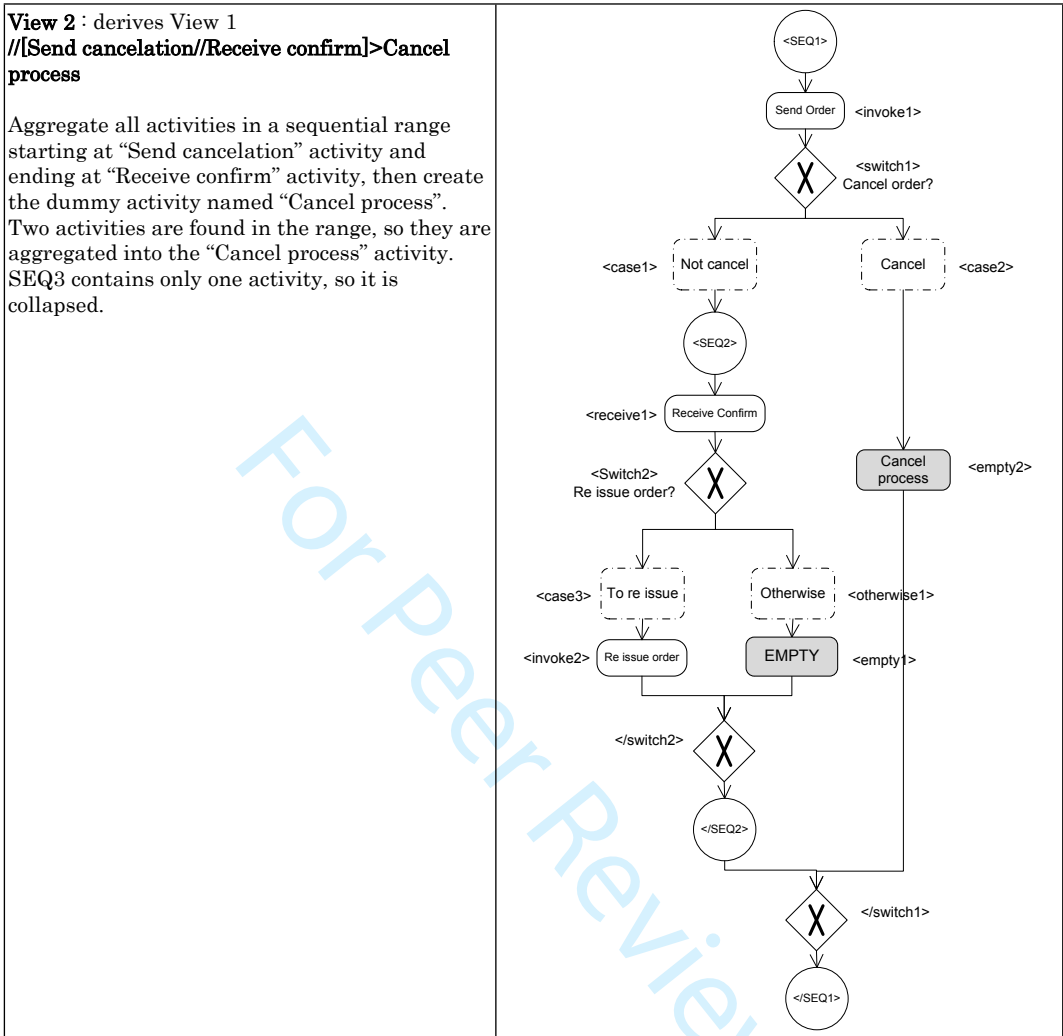 View 2 : derives View 1
//[Send cancelation//Receive confirm]>Cancel
process
Aggregate all activities in a sequential range
starting at “Send cancelation” activity and
ending at “Receive confirm” activity, then create
the dummy activity named “Cancel process”.
Two activities are found in the range, so they are
aggregated into the “Cancel process” activity.
SEQ3 contains only one activity, so it is
collapsed.
<SEQ1>
Send Order
<invoke1>
X
<switch1>
Cancel order?
<case1>
Not cancel
Cancel
<case2>
<SEQ2>
<receive1>
Receive Confirm
<Switch2>
Re issue order?
X
Cancel
process
<empty2>
<case3>
To re issue
Otherwise
<otherwise1>
<invoke2>
Re issue order
EMPTY
<empty1>
</switch2>
X
</SEQ2>
X
</switch1>
</SEQ1>
For Peer Review